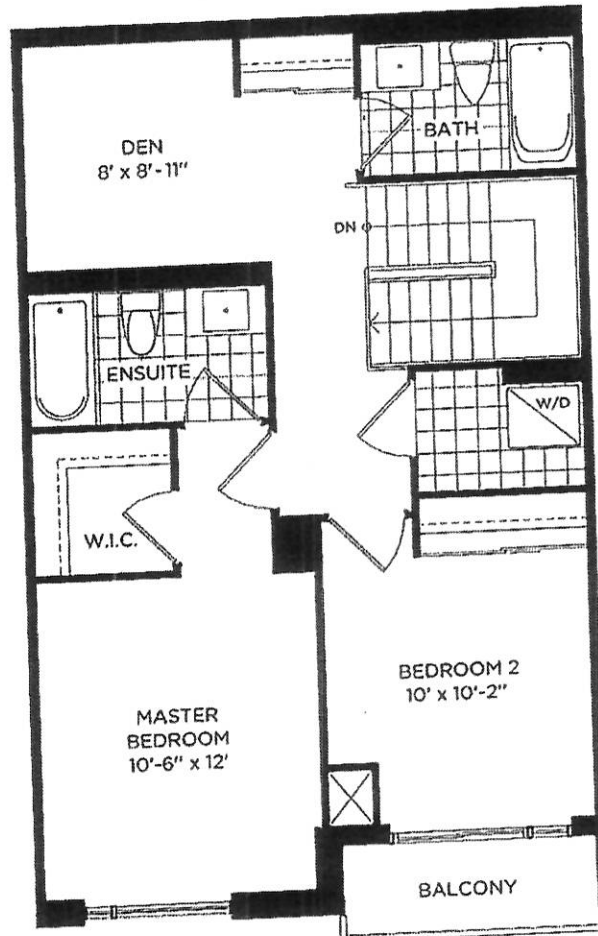 DEN
8' x 8'-11"
BATH
DN
ENSUITE
W/D
W.I.C.
BEDROOM 2
10' x 10'-2"
MASTER
BEDROOM
10'-6" x 12'
BALCONY